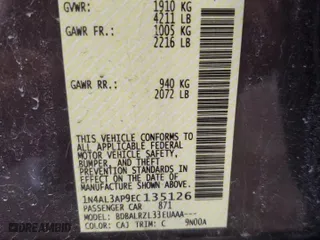 GVWR: 1910 KG
4211 LB
GAWR FR.: 1005 KG
2216 LB
GAWR RR.: 940 KG
2072 LB
THIS VEHICLE CONFORMS TO
ALL APPLICABLE FEDERAL
MOTOR VEHICLE SAFETY
BUMPER, AND THEFT
PREVENTION STANDARDS IN
EFFECT ON THE DATE OF
MANUFACTURE SHOWN ABOVE.
1N4AL3AP9EC135126
PASSENGER CAR 871
MODEL: BDBALRZL33EUAAA---
COLOR: CAJ TRIM: C 9N00A